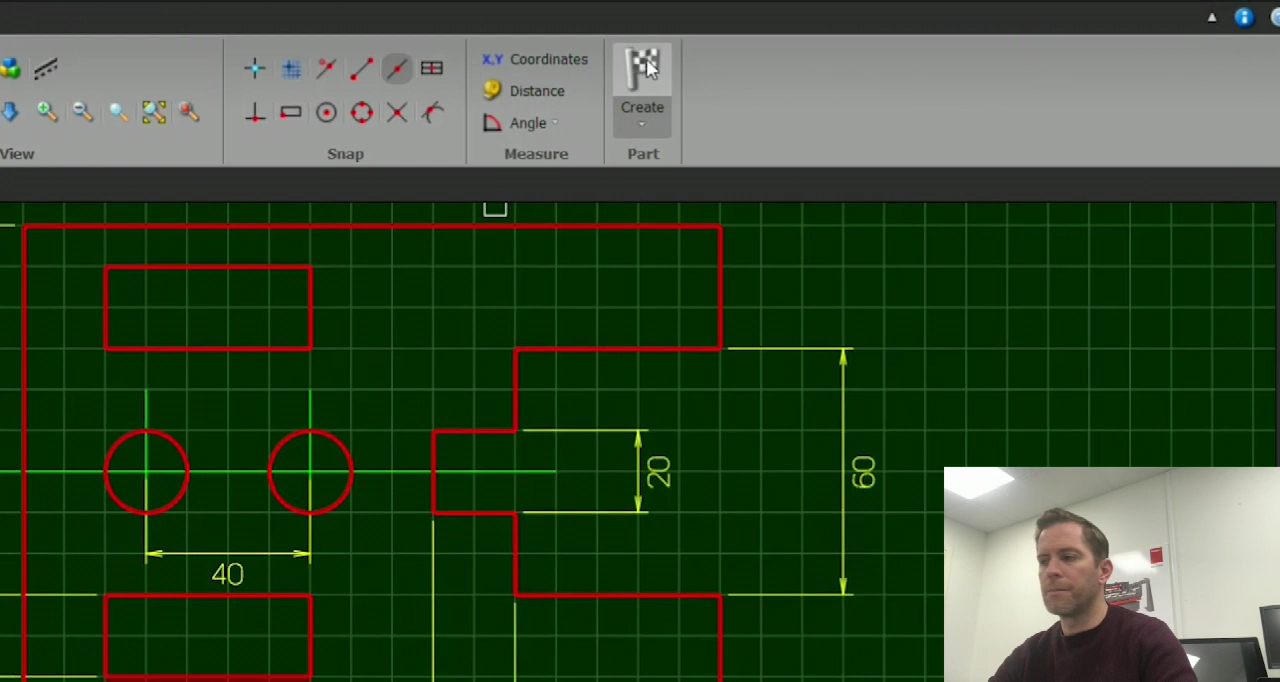 X,Y Coordinates
Distance
Angle
Create
View
Snap
Measure
Part
20
60
40